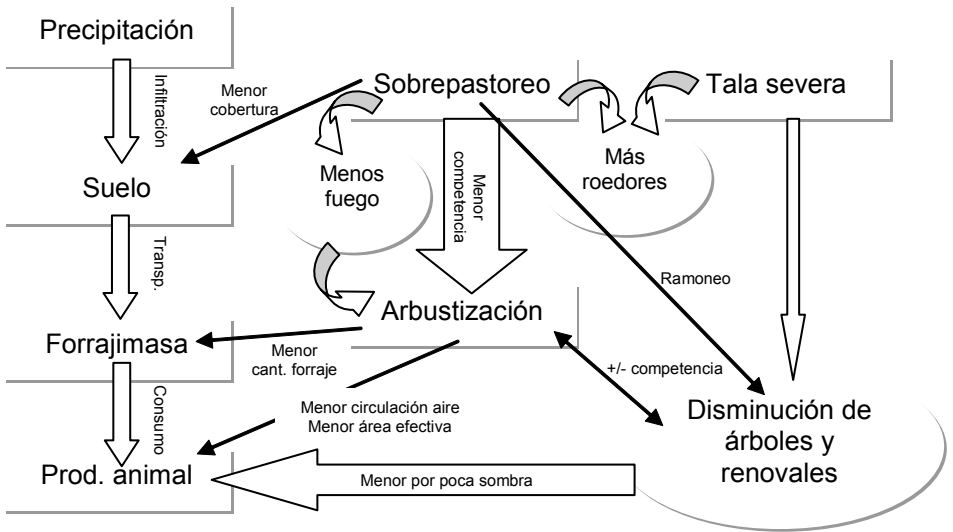 Precipitación
Sobrepastoreo
Tala severa
Infiltración
Menor
cobertura
Menos
fuego
Menor
competencia
Más
roedores
Suelo
Transp.
Ramoneo
Arbustización
Forrajimasa
Menor
cant. forraje
+/- competencia
Consumo
Menor circulación aire
Menor área efectiva
Disminución de
árboles y
renovales
Prod. animal
Menor por poca sombra